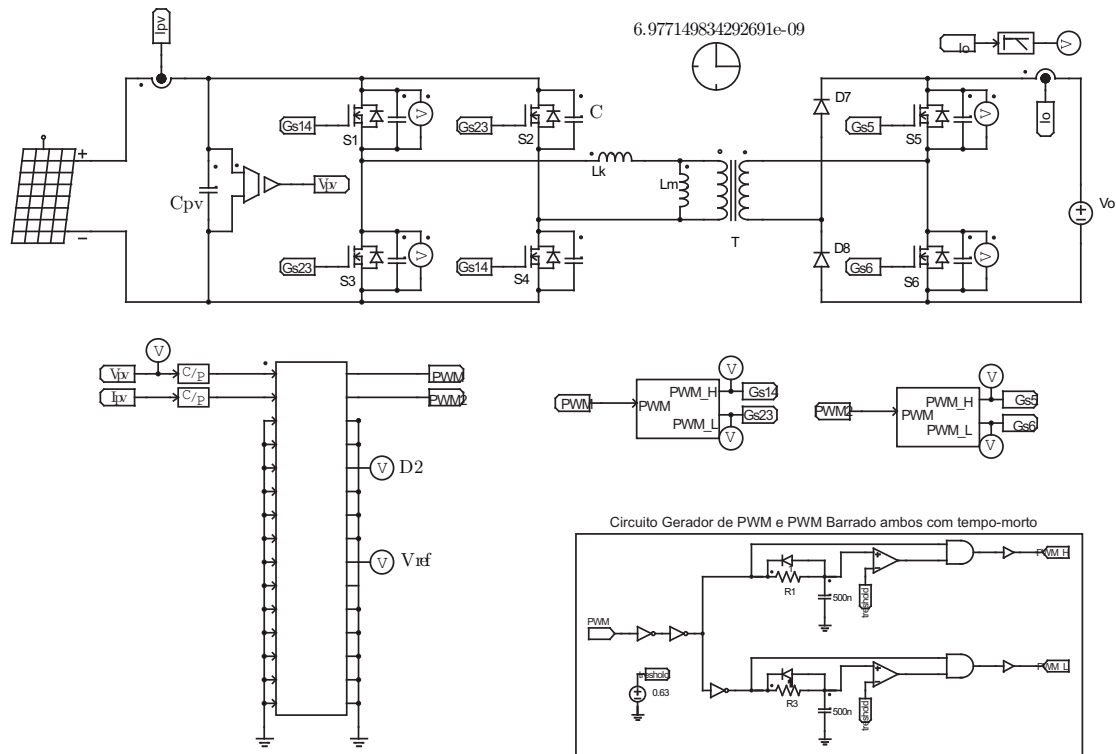 Ipv
6.977149834292691e-09
Io
V
D7
Gs14
S1
V
Gs23
S2
C
Gs5
S5
V
Io
+
Cpv
Vpv
Lk
Lm
T
Vo
−
Gs23
S3
V
Gs14
S4
D8
Gs6
S6
V
V
Vpv
C/P
PWM
Ipv
C/P
PWM2
V
D2
V
Vref
PWM
PWM
PWM_H
V
Gs14
PWM_L
V
Gs23
PWM2
PWM
PWM_H
V
Gs5
PWM_L
V
Gs6
Circuito Gerador de PWM e PWM Barrado ambos com tempo-morto
PWM
R1
500n
treshold
PWM_H
treshold
0.63
R3
500n
treshold
PWM_L